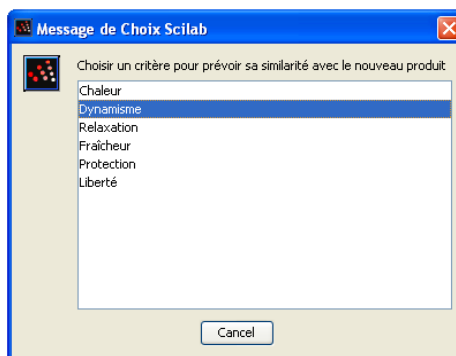 Message de Choix Scilab
Choisir un critère pour prévoir sa similarité avec le nouveau produit
Chaleur
Dynamisme
Relaxation
Fraîcheur
Protection
Liberté
Cancel